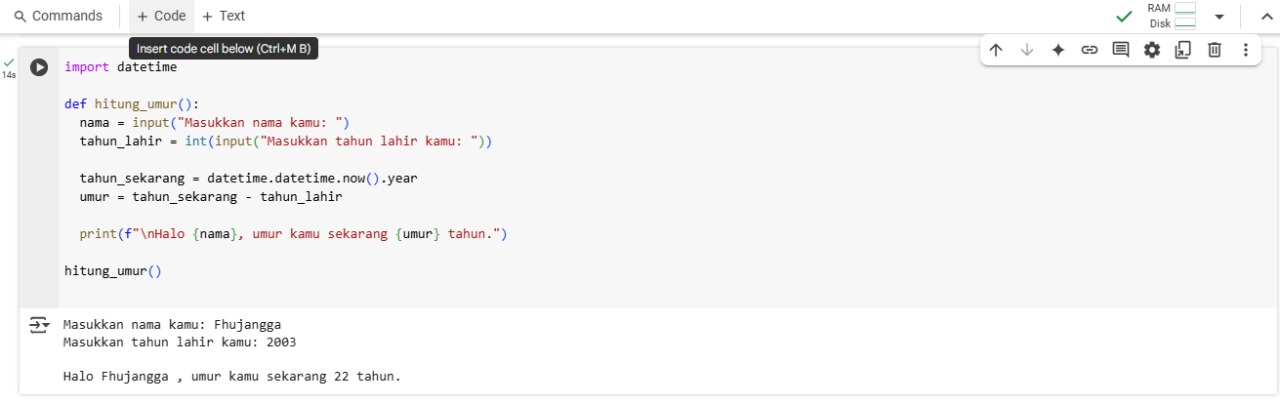 Commands + Code + Text
RAM
Disk
Insert code cell below (Ctrl+M B)
14s
import datetime
def hitung_umur():
  nama = input("Masukkan nama kamu: ")
  tahun_lahir = int(input("Masukkan tahun lahir kamu: "))
  tahun_sekarang = datetime.datetime.now().year
  umur = tahun_sekarang - tahun_lahir
  print(f"\nHalo {nama}, umur kamu sekarang {umur} tahun.")
hitung_umur()
Masukkan nama kamu: Fhujangga
Masukkan tahun lahir kamu: 2003
Halo Fhujangga , umur kamu sekarang 22 tahun.